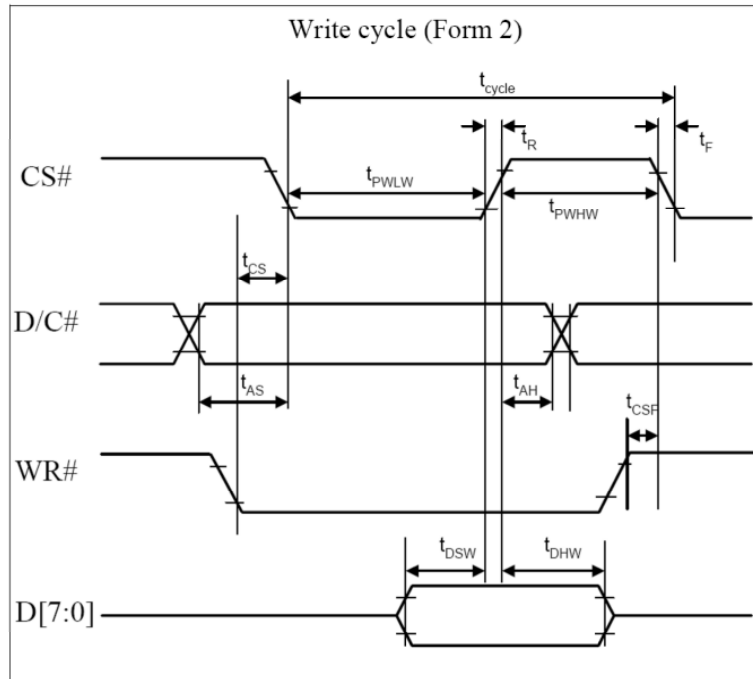 Write cycle (Form 2)
tcycle
tR
tF
CS#
tPWLW
tPWHW
tCS
D/C#
tAS
tAH
tCSF
WR#
tDSW
tDHW
D[7:0]